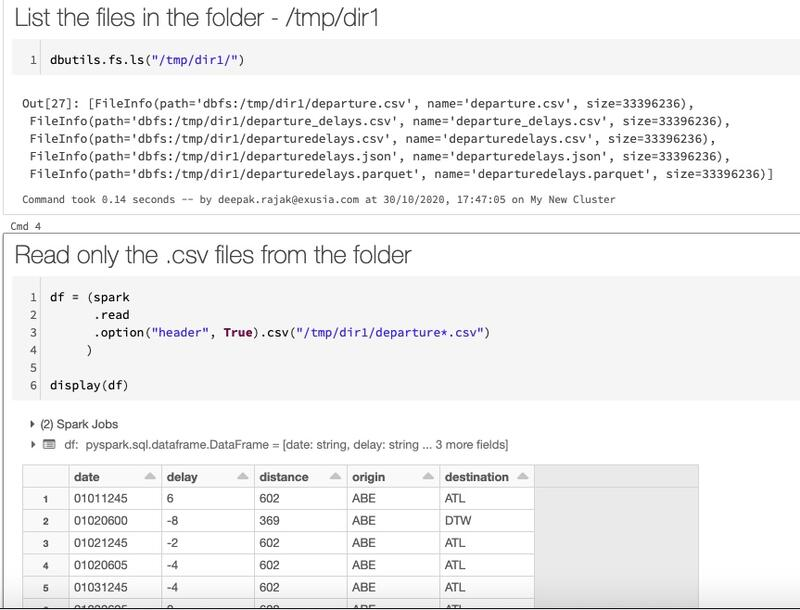 List the files in the folder - /tmp/dir1
1 dbutils.fs.ls("/tmp/dir1/")
Out[27]: [FileInfo(path='dbfs:/tmp/dir1/departure.csv', name='departure.csv', size=33396236),
FileInfo(path='dbfs:/tmp/dir1/departure_delays.csv', name='departure_delays.csv', size=33396236),
FileInfo(path='dbfs:/tmp/dir1/departuredelays.csv', name='departuredelays.csv', size=33396236),
FileInfo(path='dbfs:/tmp/dir1/departuredelays.json', name='departuredelays.json', size=33396236),
FileInfo(path='dbfs:/tmp/dir1/departuredelays.parquet', name='departuredelays.parquet', size=33396236)]
Command took 0.14 seconds -- by deepak.rajak@exusia.com at 30/10/2020, 17:47:05 on My New Cluster
Cmd 4
Read only the .csv files from the folder
1 df = (spark
2 .read
3 .option("header", True).csv("/tmp/dir1/departure*.csv")
4 )
5
6 display(df)
(2) Spark Jobs
df: pyspark.sql.dataframe.DataFrame = [date: string, delay: string ... 3 more fields]
date delay distance origin destination
1 01011245 6 602 ABE ATL
2 01020600 -8 369 ABE DTW
3 01021245 -2 602 ABE ATL
4 01020605 -4 602 ABE ATL
5 01031245 -4 602 ABE ATL